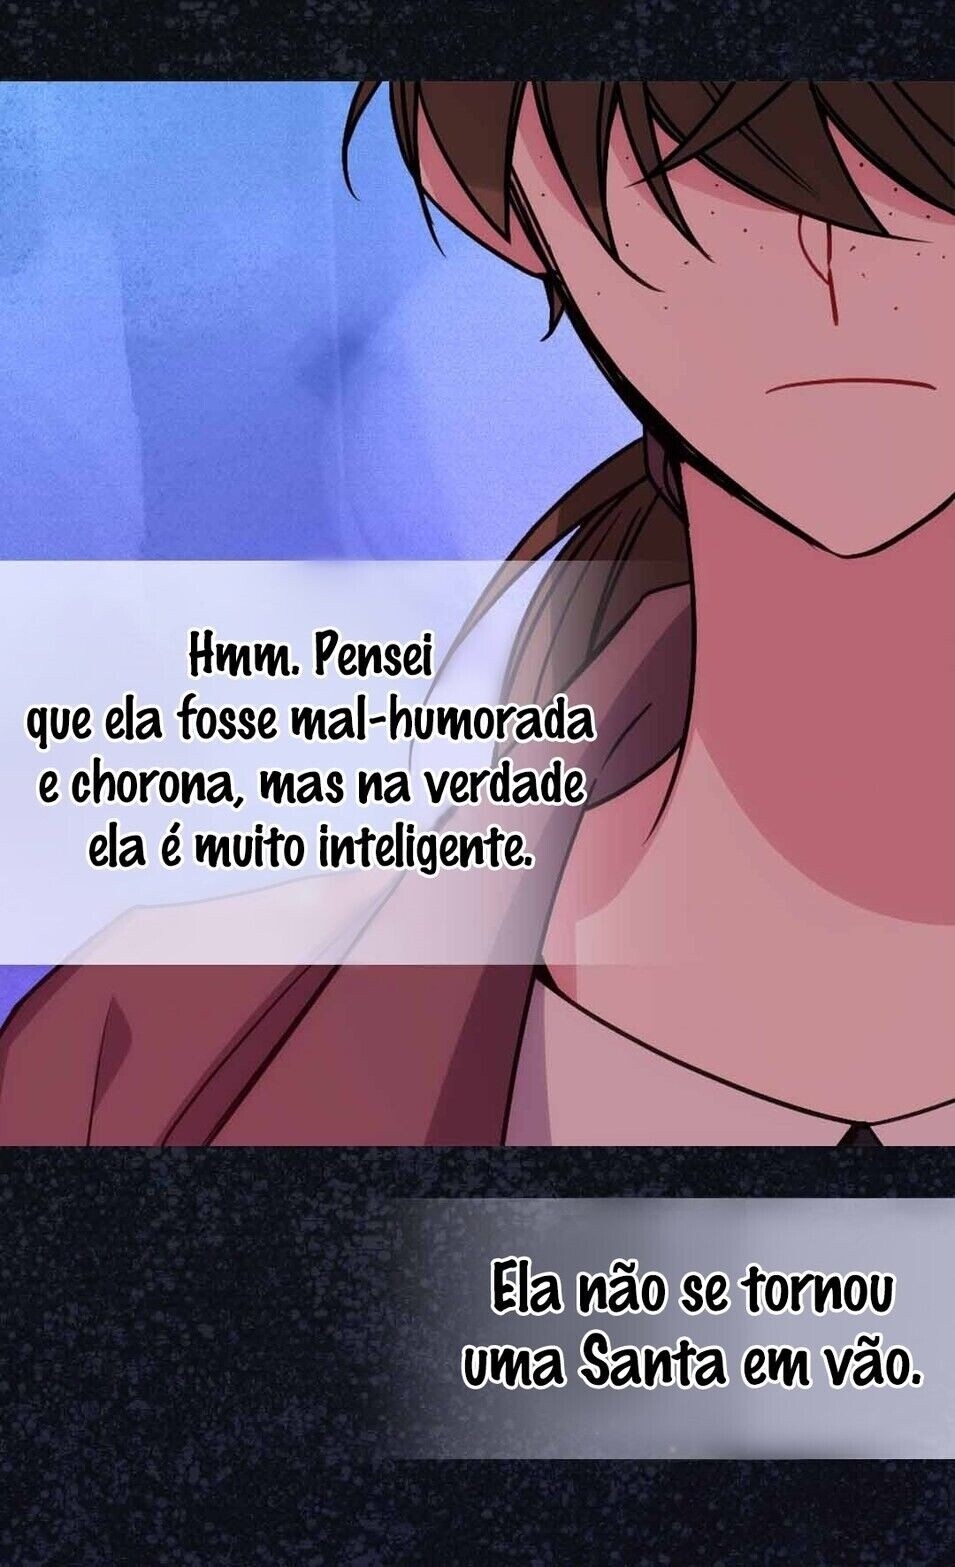 Hmm. Pensei
que ela fosse mal-humorada
e chorona, mas na verdade
ela é muito inteligente.
Ela não se tornou
uma Santa em vão.